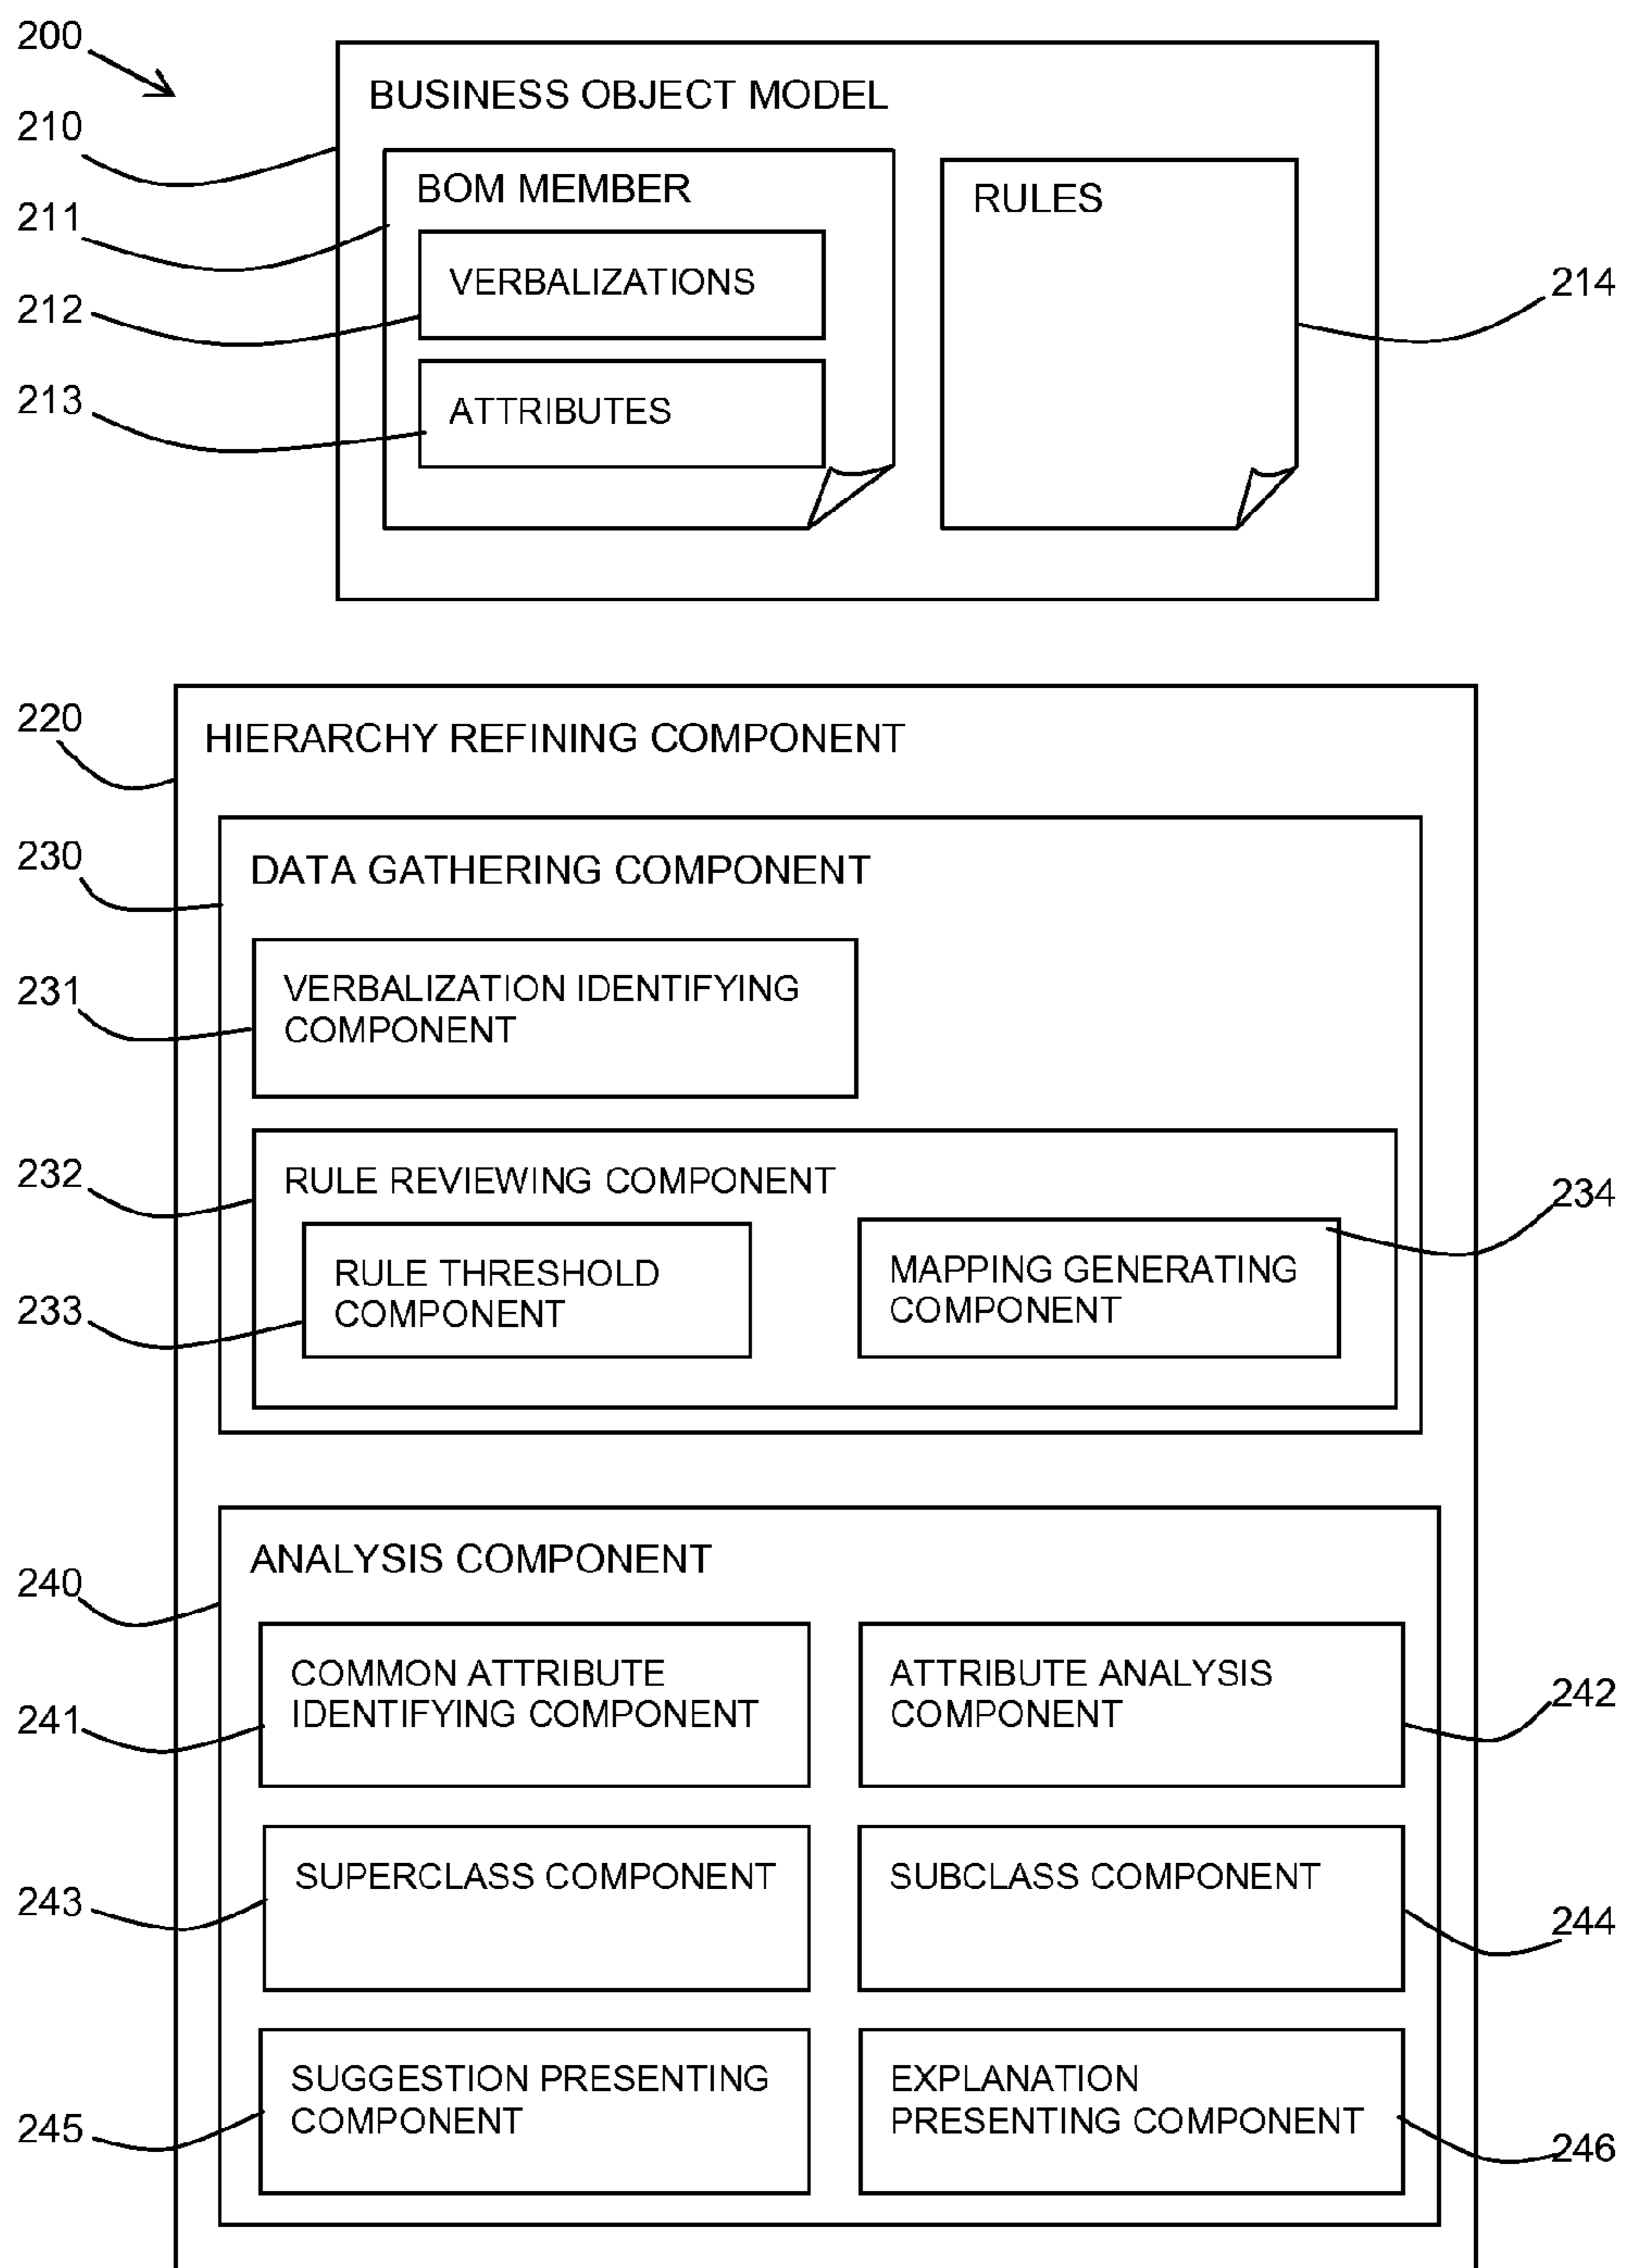 200
BUSINESS OBJECT MODEL
210
BOM MEMBER
RULES
211
VERBALIZATIONS
214
212
213
ATTRIBUTES
220
HIERARCHY REFINING COMPONENT
230
DATA GATHERING COMPONENT
231
VERBALIZATION IDENTIFYING
COMPONENT
232
RULE REVIEWING COMPONENT
234
RULE THRESHOLD
COMPONENT
MAPPING GENERATING
COMPONENT
233
ANALYSIS COMPONENT
240
COMMON ATTRIBUTE
IDENTIFYING COMPONENT
ATTRIBUTE ANALYSIS
COMPONENT
241
242
SUPERCLASS COMPONENT
SUBCLASS COMPONENT
243
244
SUGGESTION PRESENTING
COMPONENT
EXPLANATION
PRESENTING COMPONENT
245
246